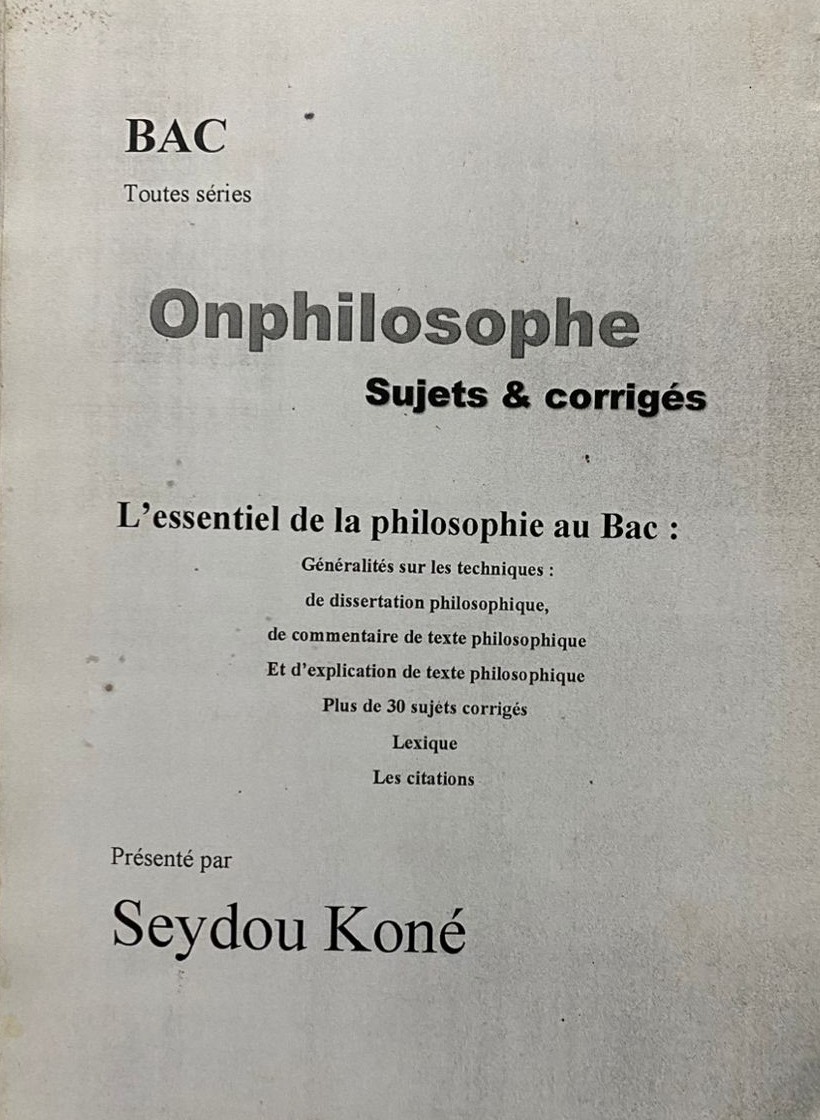 BAC
Toutes séries
Onphilosophe
Sujets & corrigés
L'essentiel de la philosophie au Bac :
Généralités sur les techniques :
de dissertation philosophique,
de commentaire de texte philosophique
Et d'explication de texte philosophique
Plus de 30 sujets corrigés
Lexique
Les citations
Présenté par
Seydou Koné